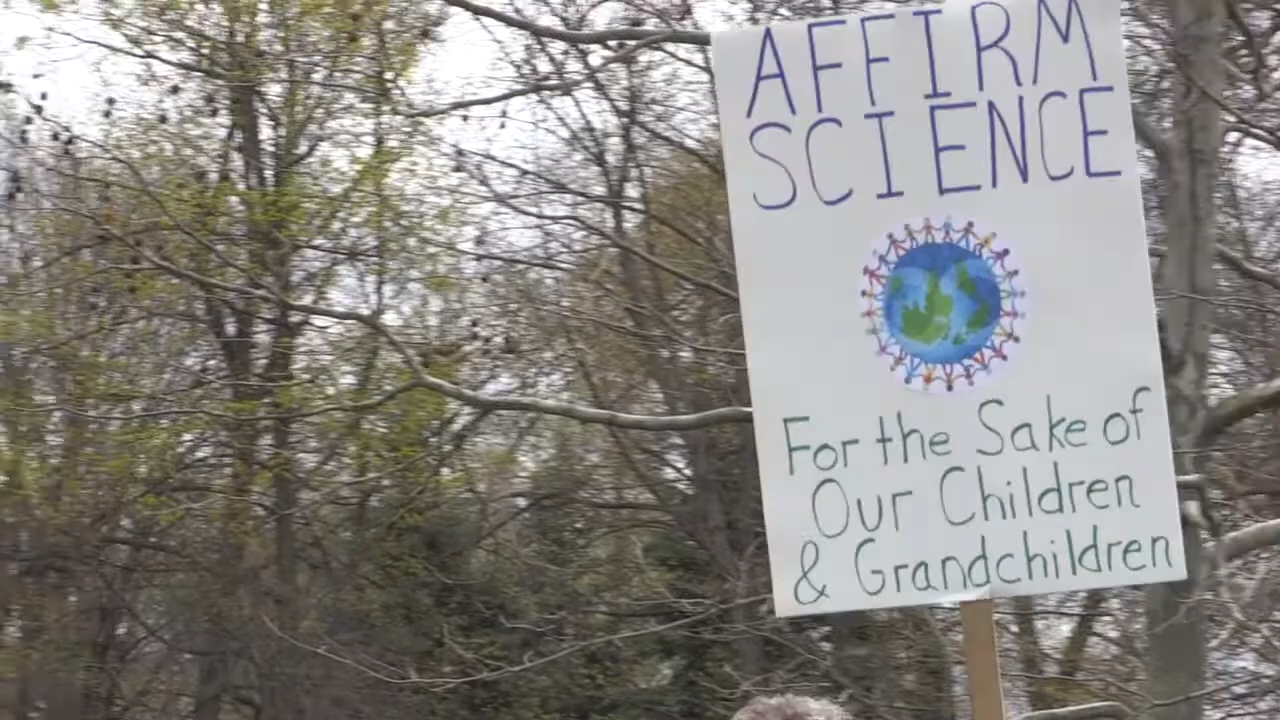 AFFIRM
SCIENCE
For the Sake of
Our Children
& Grandchildren